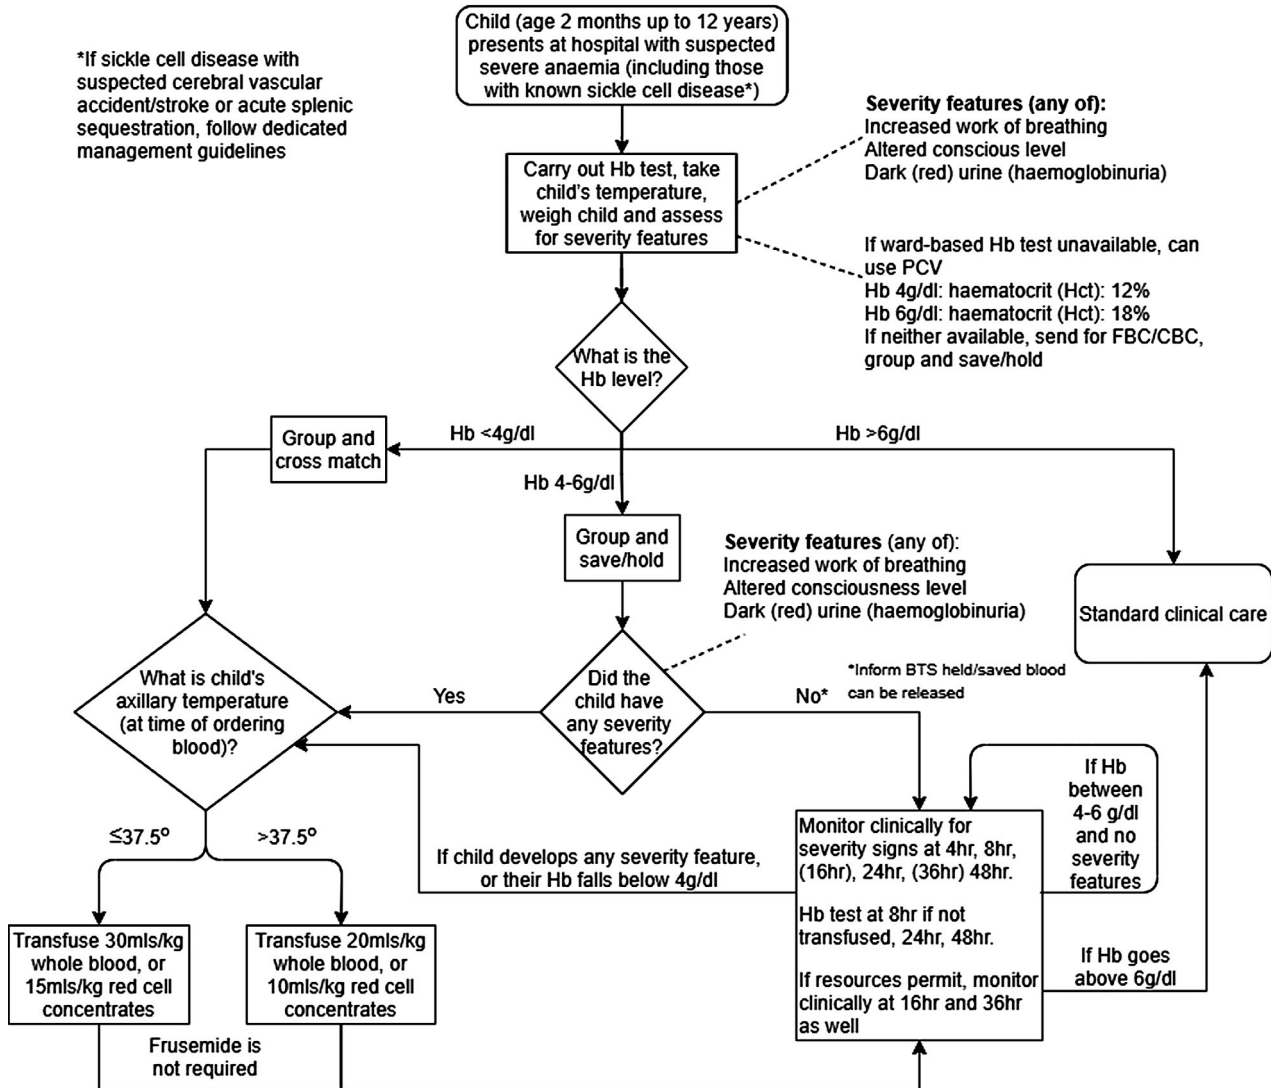 Child (age 2 months up to 12 years)
presents at hospital with suspected
severe anaemia (including those
with known sickle cell disease*)
*If sickle cell disease with
suspected cerebral vascular
accident/stroke or acute splenic
sequestration, follow dedicated
management guidelines
Severity features (any of):
Increased work of breathing
Altered conscious level
Dark (red) urine (haemoglobinuria)
Carry out Hb test, take
child's temperature,
weigh child and assess
for severity features
If ward-based Hb test unavailable, can
use PCV
Hb 4g/dl: haematocrit (Hct): 12%
Hb 6g/dl: haematocrit (Hct): 18%
If neither available, send for FBC/CBC,
group and save/hold
What is the
Hb level?
Hb <4g/dl
Hb >6g/dl
Group and
cross match
Hb 4-6g/dl
Group and
save/hold
Severity features (any of):
Increased work of breathing
Altered consciousness level
Dark (red) urine (haemoglobinuria)
Standard clinical care
What is child's
axillary temperature
(at time of ordering
blood)?
Yes
Did the
child have
any severity
features?
No*
*Inform BTS held/saved blood
can be released
If Hb
between
4-6 g/dl
and no
severity
features
≤37.5º
>37.5º
If child develops any severity feature,
or their Hb falls below 4g/dl
Monitor clinically for
severity signs at 4hr, 8hr,
(16hr), 24hr, (36hr) 48hr.
Hb test at 8hr if not
transfused, 24hr, 48hr.
If resources permit, monitor
clinically at 16hr and 36hr
as well
If Hb goes
above 6g/dl
Transfuse 30mls/kg
whole blood, or
15mls/kg red cell
concentrates
Transfuse 20mls/kg
whole blood, or
10mls/kg red cell
concentrates
Frusemide is
not required